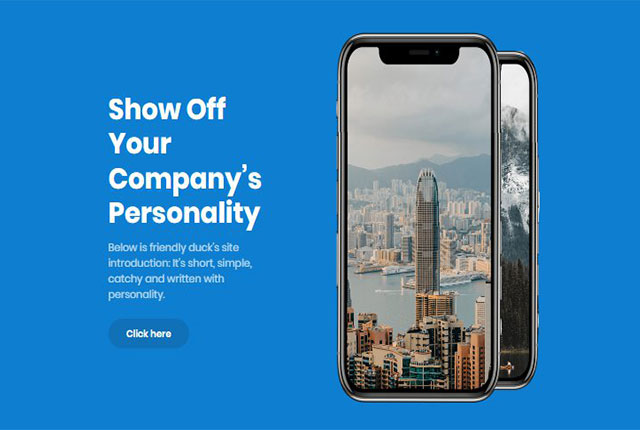 Show Off
Your
Company's
Personality
Below is friendly duck's site
introduction: It's short, simple,
catchy and written with
personality.
Click here